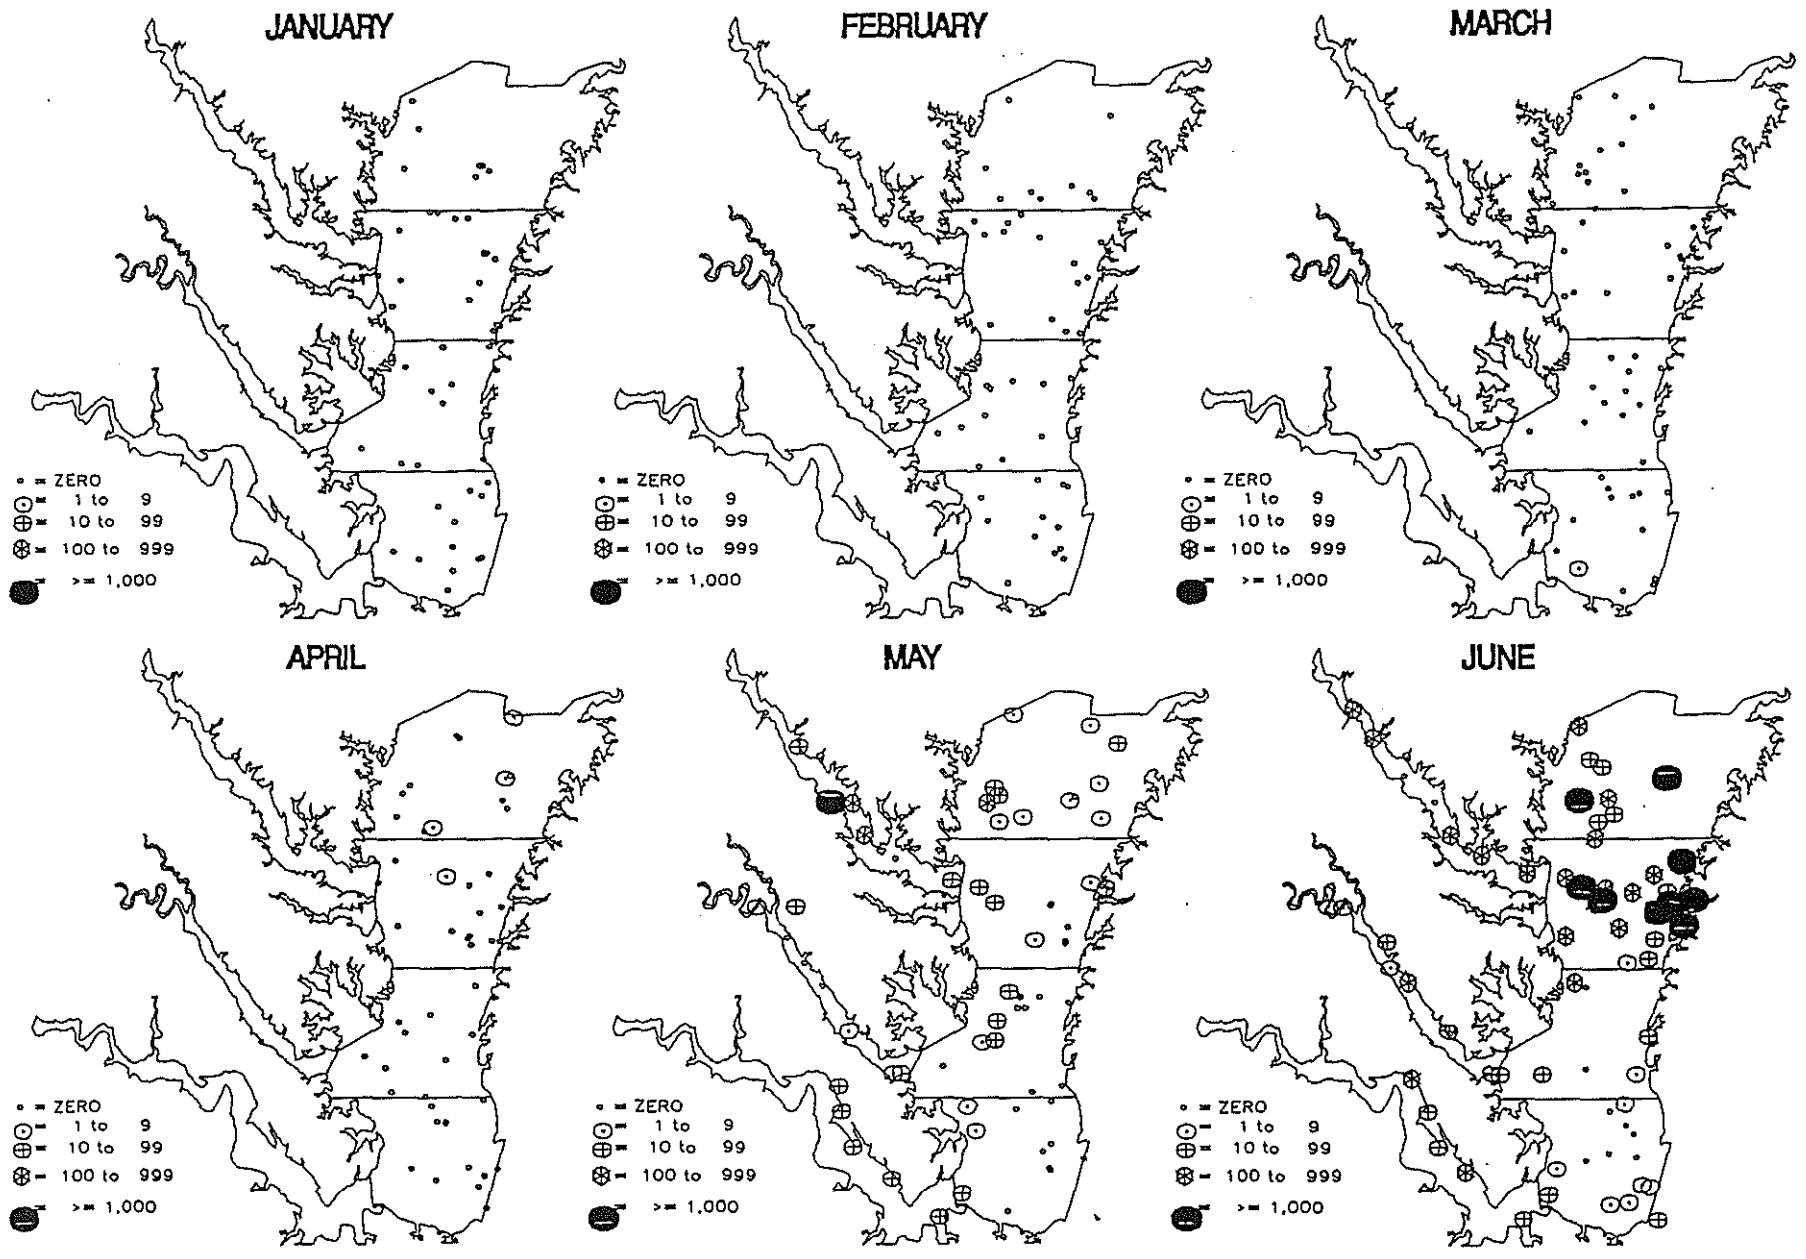 JANUARY
FEBRUARY
MARCH
= ZERO
= 1 to 9
= 10 to 99
= 100 to 999
= >= 1,000
= ZERO
= 1 to 9
= 10 to 99
= 100 to 999
= >= 1,000
= ZERO
= 1 to 9
= 10 to 99
= 100 to 999
= >= 1,000
APRIL
MAY
JUNE
= ZERO
= 1 to 9
= 10 to 99
= 100 to 999
= >= 1,000
= ZERO
= 1 to 9
= 10 to 99
= 100 to 999
= >= 1,000
= ZERO
= 1 to 9
= 10 to 99
= 100 to 999
= >= 1,000